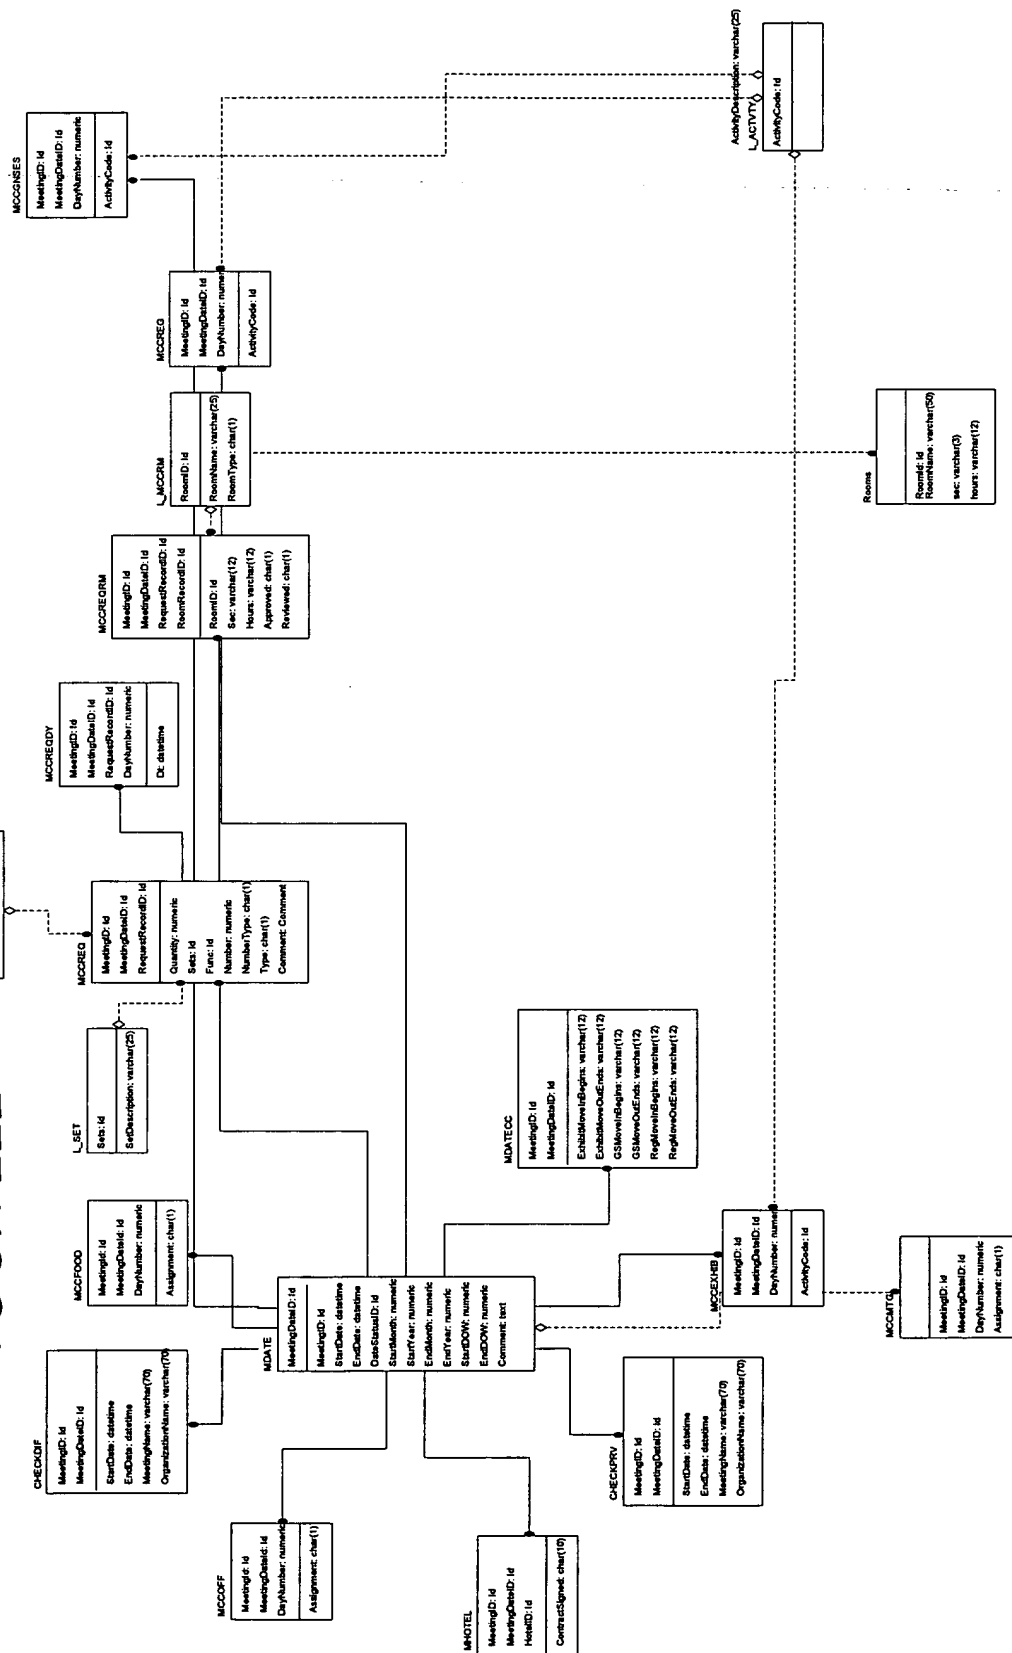 MCCGNSES
MeetingID: Id
MeetingDateID: Id
DayNumber: numeric
ActivityCode: Id
ActivityDescription: varchar(25)
L_ACTVTY
ActivityCode: Id
MCCREG
MeetingID: Id
MeetingDateID: Id
DayNumber: numer
ActivityCode: Id
L_MCCRM
RoomID: Id
RoomName: varchar(25)
RoomType: char(1)
Rooms
RoomId: Id
RoomName: varchar(50)
sec: varchar(3)
hours: varchar(12)
MCCREQRM
MeetingID: Id
MeetingDateID: Id
RequestRecordID: Id
RoomRecordID: Id
RoomID: Id
Sec: varchar(12)
Hours: varchar(12)
Approved: char(1)
Reviewed: char(1)
MCCREQDY
MeetingID: Id
MeetingDateID: Id
RequestRecordID: Id
DayNumber: numeric
Dt: datetime
MCCREQ
MeetingID: Id
MeetingDateID: Id
RequestRecordID: Id
Quantity: numeric
Sets: Id
Func: Id
Number: numeric
NumberType: char(1)
Type: char(1)
Comment: Comment
L_SET
Sets: Id
SetDescription: varchar(25)
MDATECC
MeetingID: Id
MeetingDateID: Id
ExhibitMoveInBegins: varchar(12)
ExhibitMoveOutEnds: varchar(12)
GSMoveInBegins: varchar(12)
GSMoveOutEnds: varchar(12)
RegMoveInBegins: varchar(12)
RegMoveOutEnds: varchar(12)
MCCFOOD
MeetingId: Id
MeetingDateId: Id
DayNumber: numeric
Assignment: char(1)
MDATE
MeetingDateID: Id
MeetingID: Id
StartDate: datetime
EndDate: datetime
DateStatusID: Id
StartMonth: numeric
StartYear: numeric
EndMonth: numeric
EndYear: numeric
StartDOW: numeric
EndDOW: numeric
Comment: text
MCCEXHIB
MeetingID: Id
MeetingDateID: Id
DayNumber: numer
ActivityCode: Id
MCCMTG
MeetingID: Id
MeetingDateID: Id
DayNumber: numeric
Assignment: char(1)
CHECKDIF
MeetingID: Id
MeetingDateID: Id
StartDate: datetime
EndDate: datetime
MeetingName: varchar(70)
OrganizationName: varchar(70)
CHECKPRV
MeetingID: Id
MeetingDateID: Id
StartDate: datetime
EndDate: datetime
MeetingName: varchar(70)
OrganizationName: varchar(70)
MCCOFF
MeetingId: Id
MeetingDateId: Id
DayNumber: numeric
Assignment: char(1)
MHOTEL
MeetingID: Id
MeetingDateID: Id
HotelID: Id
ContractSigned: char(10)